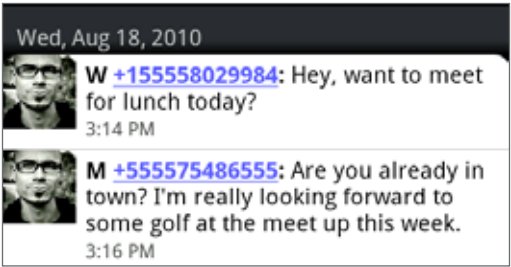 Wed, Aug 18, 2010
W +155558029984: Hey, want to meet
for lunch today?
3:14 PM
M +555575486555: Are you already in
town? I'm really looking forward to
some golf at the meet up this week.
3:16 PM